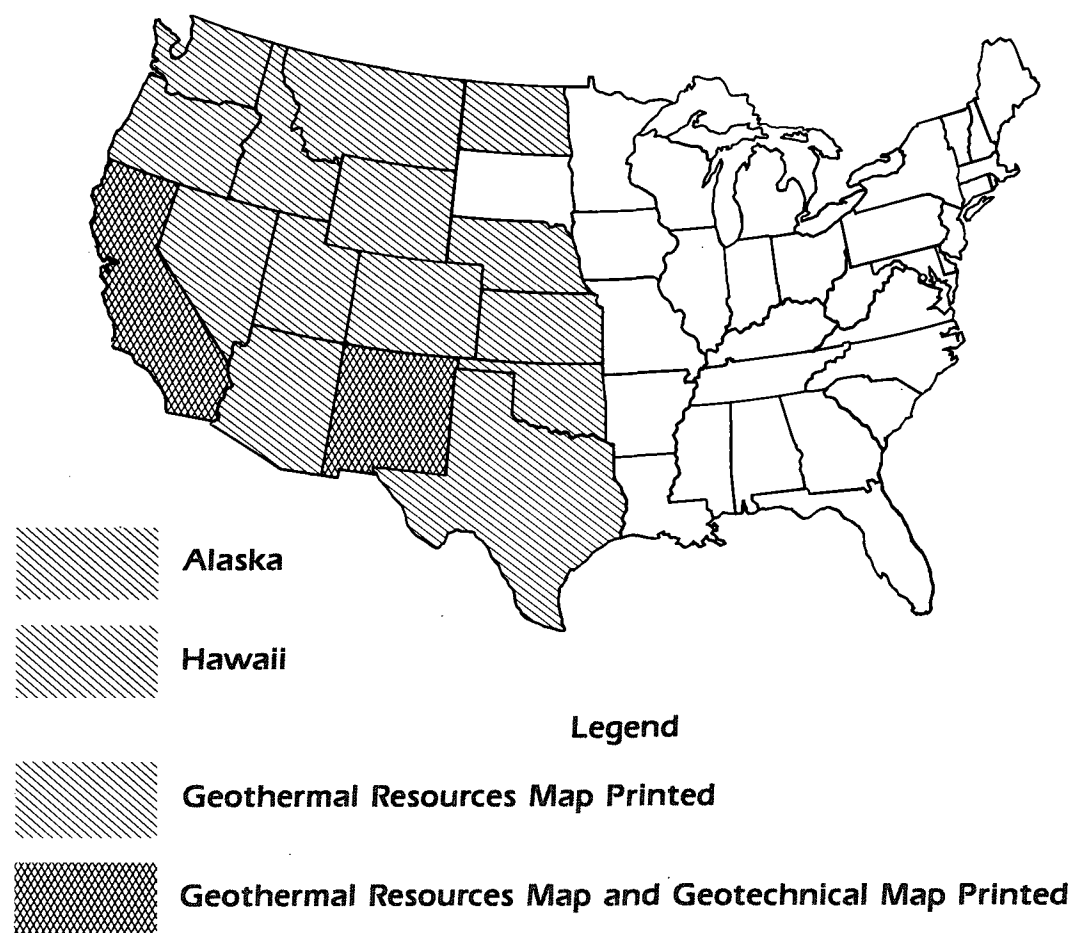 Alaska
Hawaii
Legend
Geothermal Resources Map Printed
Geothermal Resources Map and Geotechnical Map Printed